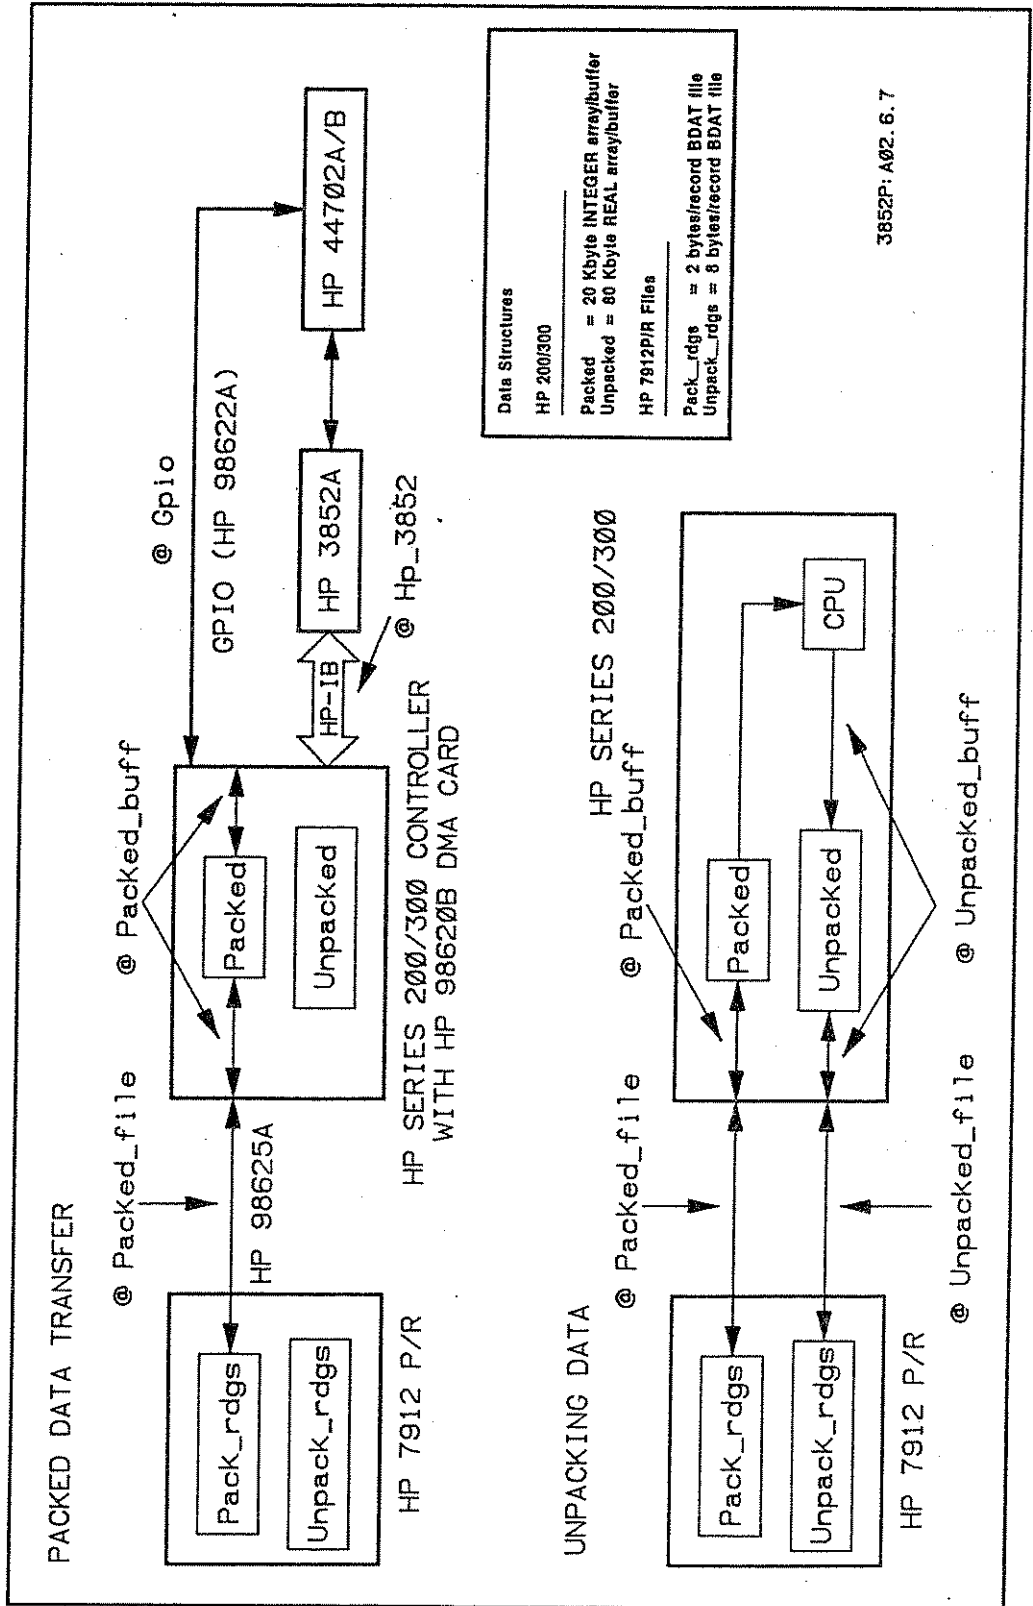 PACKED DATA TRANSFER
@ Packed_file
@ Packed_buff
@ Gpio
GPIO (HP 98622A)
Pack_rdgs
Unpack_rdgs
HP 7912 P/R
HP 98625A
Packed
Unpacked
HP-IB
HP 3852A
HP 44702A/B
@ Hp_3852
HP SERIES 200/300 CONTROLLER
WITH HP 98620B DMA CARD
UNPACKING DATA
@ Packed_file
@ Packed_buff
HP SERIES 200/300
Pack_rdgs
Unpack_rdgs
HP 7912 P/R
Packed
Unpacked
CPU
@ Unpacked_file
@ Unpacked_buff
Data Structures
HP 200/300
Packed = 20 Kbyte INTEGER array/buffer
Unpacked = 80 Kbyte REAL array/buffer
HP 7912P/R Files
Pack_rdgs = 2 bytes/record BDAT file
Unpack_rdgs = 8 bytes/record BDAT file
3852P: A02. 6. 7